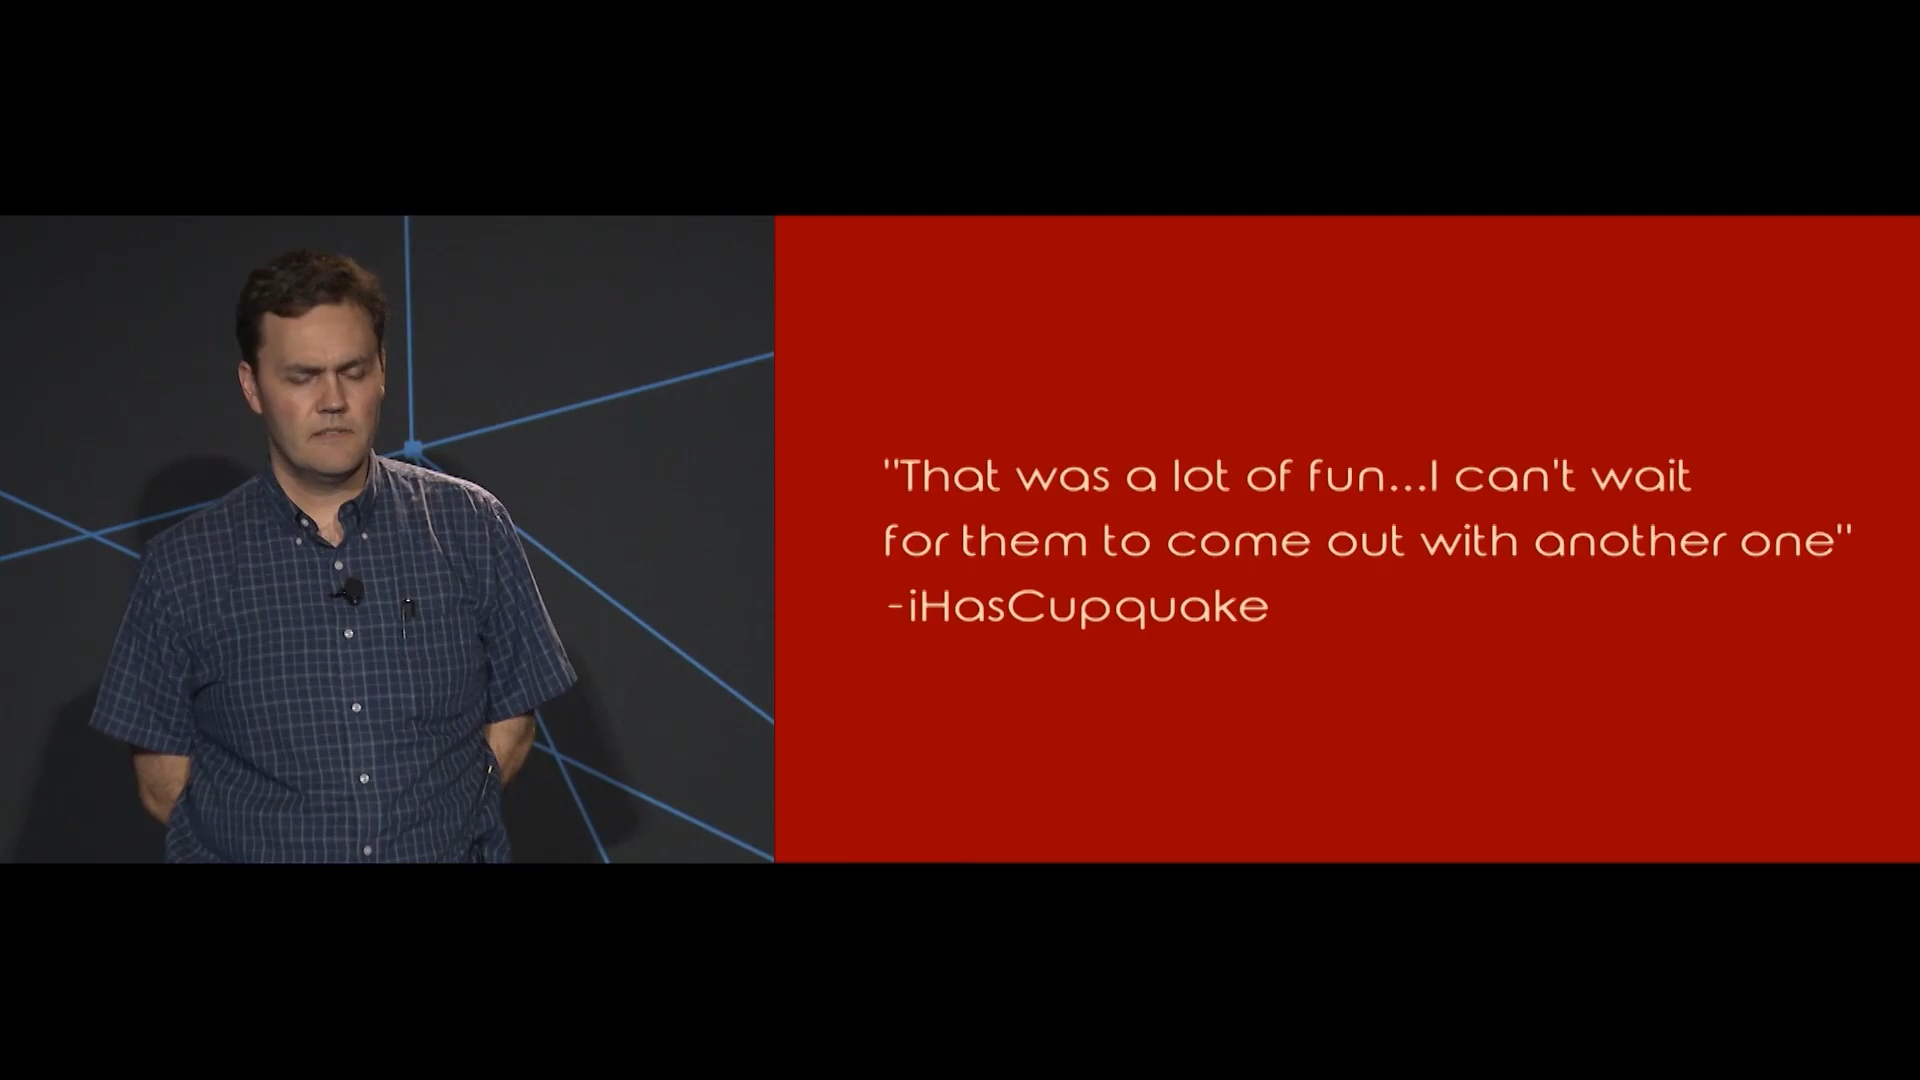 "That was a lot of fun...I can't wait
for them to come out with another one"
-iHasCupquake